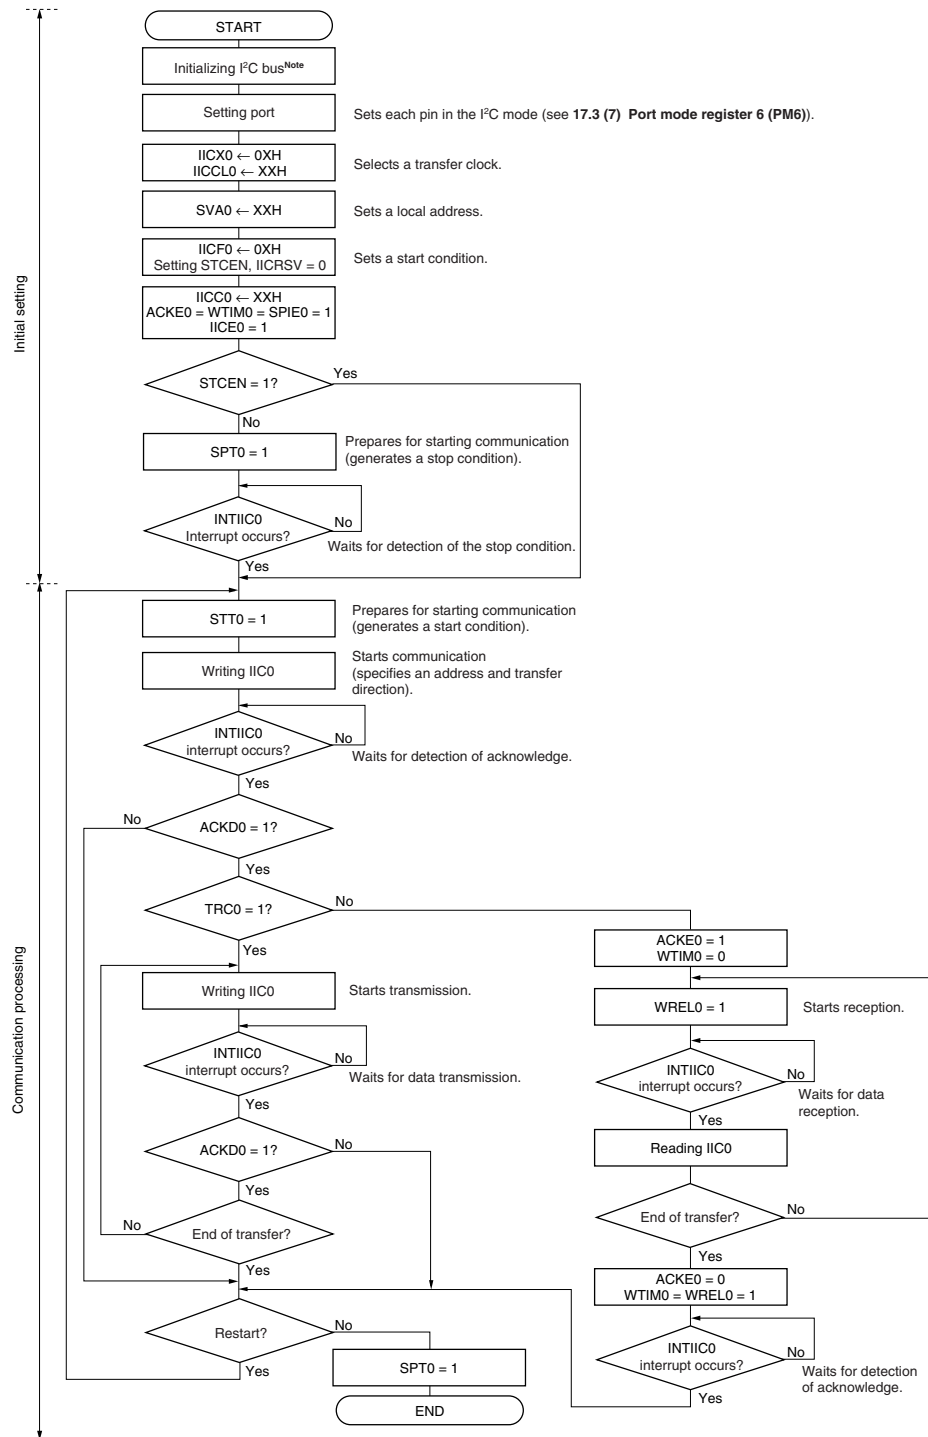 START
Initializing I²C busNote
Setting port
Sets each pin in the I²C mode (see 17.3 (7) Port mode register 6 (PM6)).
IICX0 ← 0XH
IICCL0 ← XXH
Selects a transfer clock.
SVA0 ← XXH
Sets a local address.
IICF0 ← 0XH
Setting STCEN, IICRSV = 0
Sets a start condition.
IICC0 ← XXH
ACKE0 = WTIM0 = SPIE0 = 1
IICE0 = 1
Initial setting
STCEN = 1?
Yes
No
SPT0 = 1
Prepares for starting communication
(generates a stop condition).
INTIIC0
Interrupt occurs?
No
Waits for detection of the stop condition.
Yes
STT0 = 1
Prepares for starting communication
(generates a start condition).
Writing IIC0
Starts communication
(specifies an address and transfer
direction).
INTIIC0
interrupt occurs?
No
Waits for detection of acknowledge.
Yes
No
ACKD0 = 1?
Yes
TRC0 = 1?
No
Yes
Communication processing
Writing IIC0
Starts transmission.
INTIIC0
interrupt occurs?
No
Waits for data transmission.
Yes
ACKD0 = 1?
No
Yes
No
End of transfer?
Yes
Restart?
No
Yes
SPT0 = 1
END
ACKE0 = 1
WTIM0 = 0
WREL0 = 1
Starts reception.
INTIIC0
interrupt occurs?
No
Waits for data
reception.
Yes
Reading IIC0
End of transfer?
No
Yes
ACKE0 = 0
WTIM0 = WREL0 = 1
INTIIC0
interrupt occurs?
No
Waits for detection
of acknowledge.
Yes